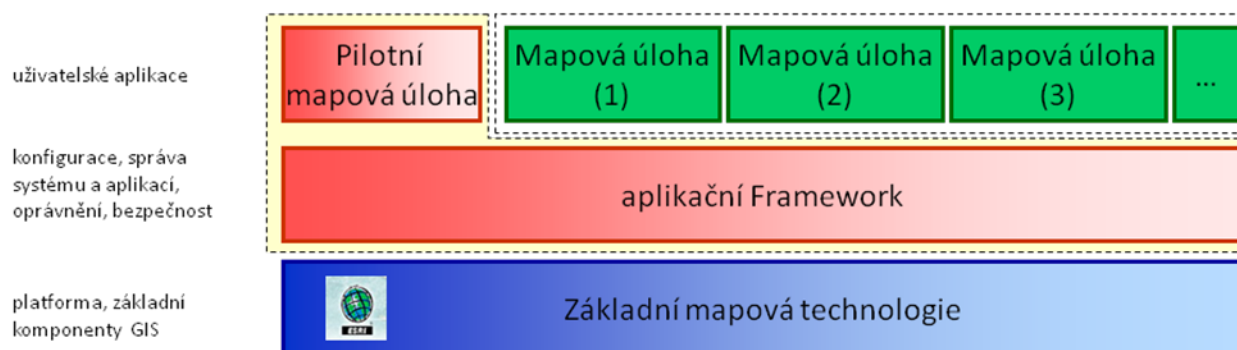 uživatelské aplikace
Pilotní
mapová úloha
Mapová úloha
(1)
Mapová úloha
(2)
Mapová úloha
(3)
...
konfigurace, správa
systému a aplikací,
oprávnění, bezpečnost
aplikační Framework
platforma, základní
komponenty GIS
ESRI
Základní mapová technologie